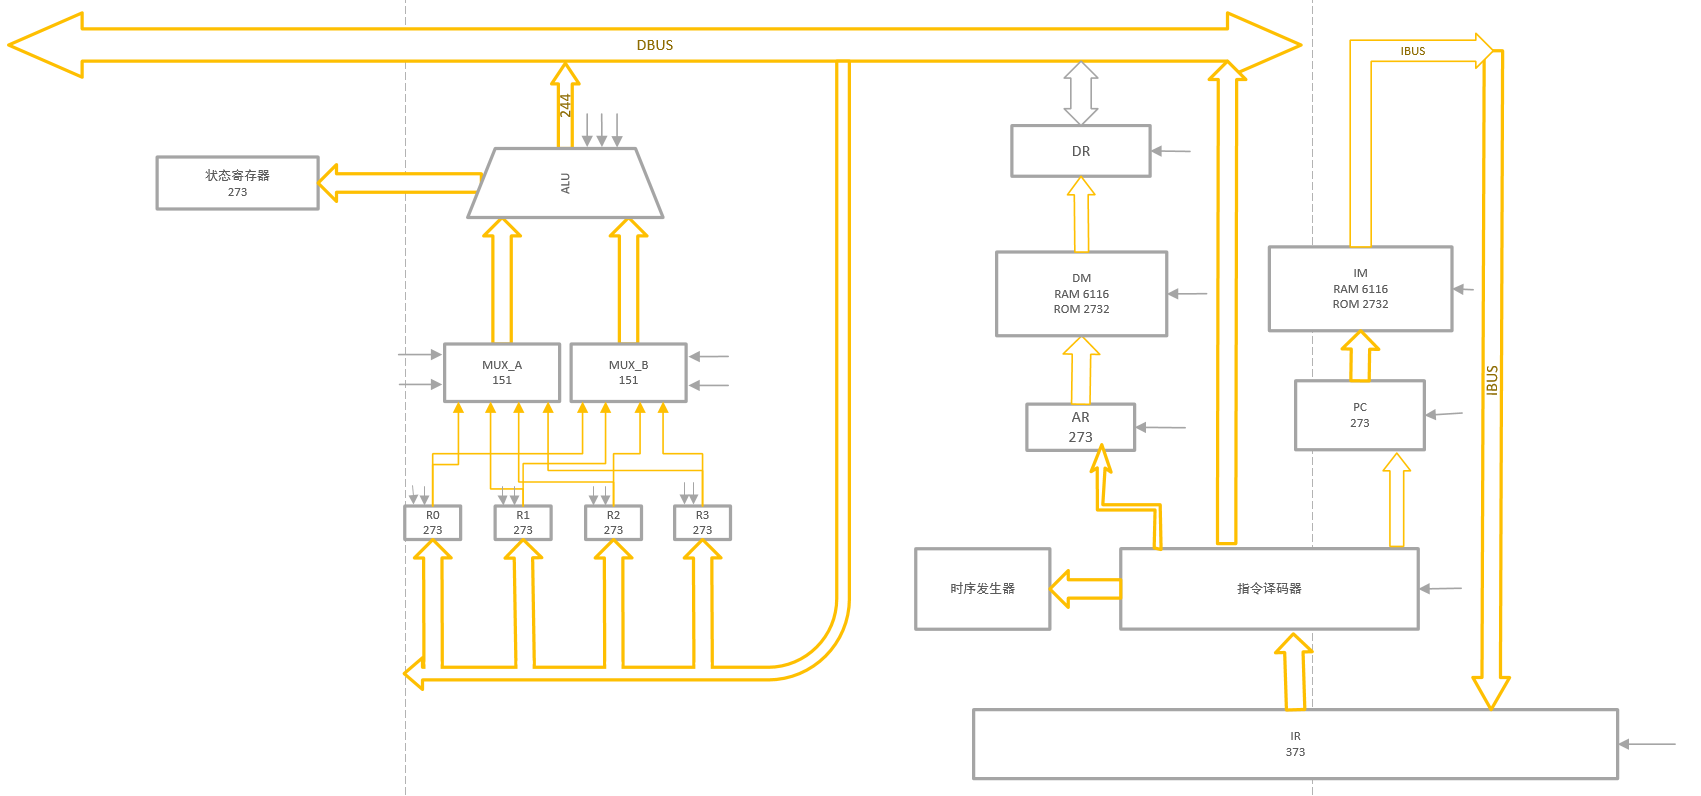 DBUS
IBUS
244
DR
状态寄存器
273
ALU
DM
RAM 6116
ROM 2732
IM
RAM 6116
ROM 2732
MUX_A
151
MUX_B
151
IBUS
AR
273
PC
273
R0
273
R1
273
R2
273
R3
273
时序发生器
指令译码器
IR
373